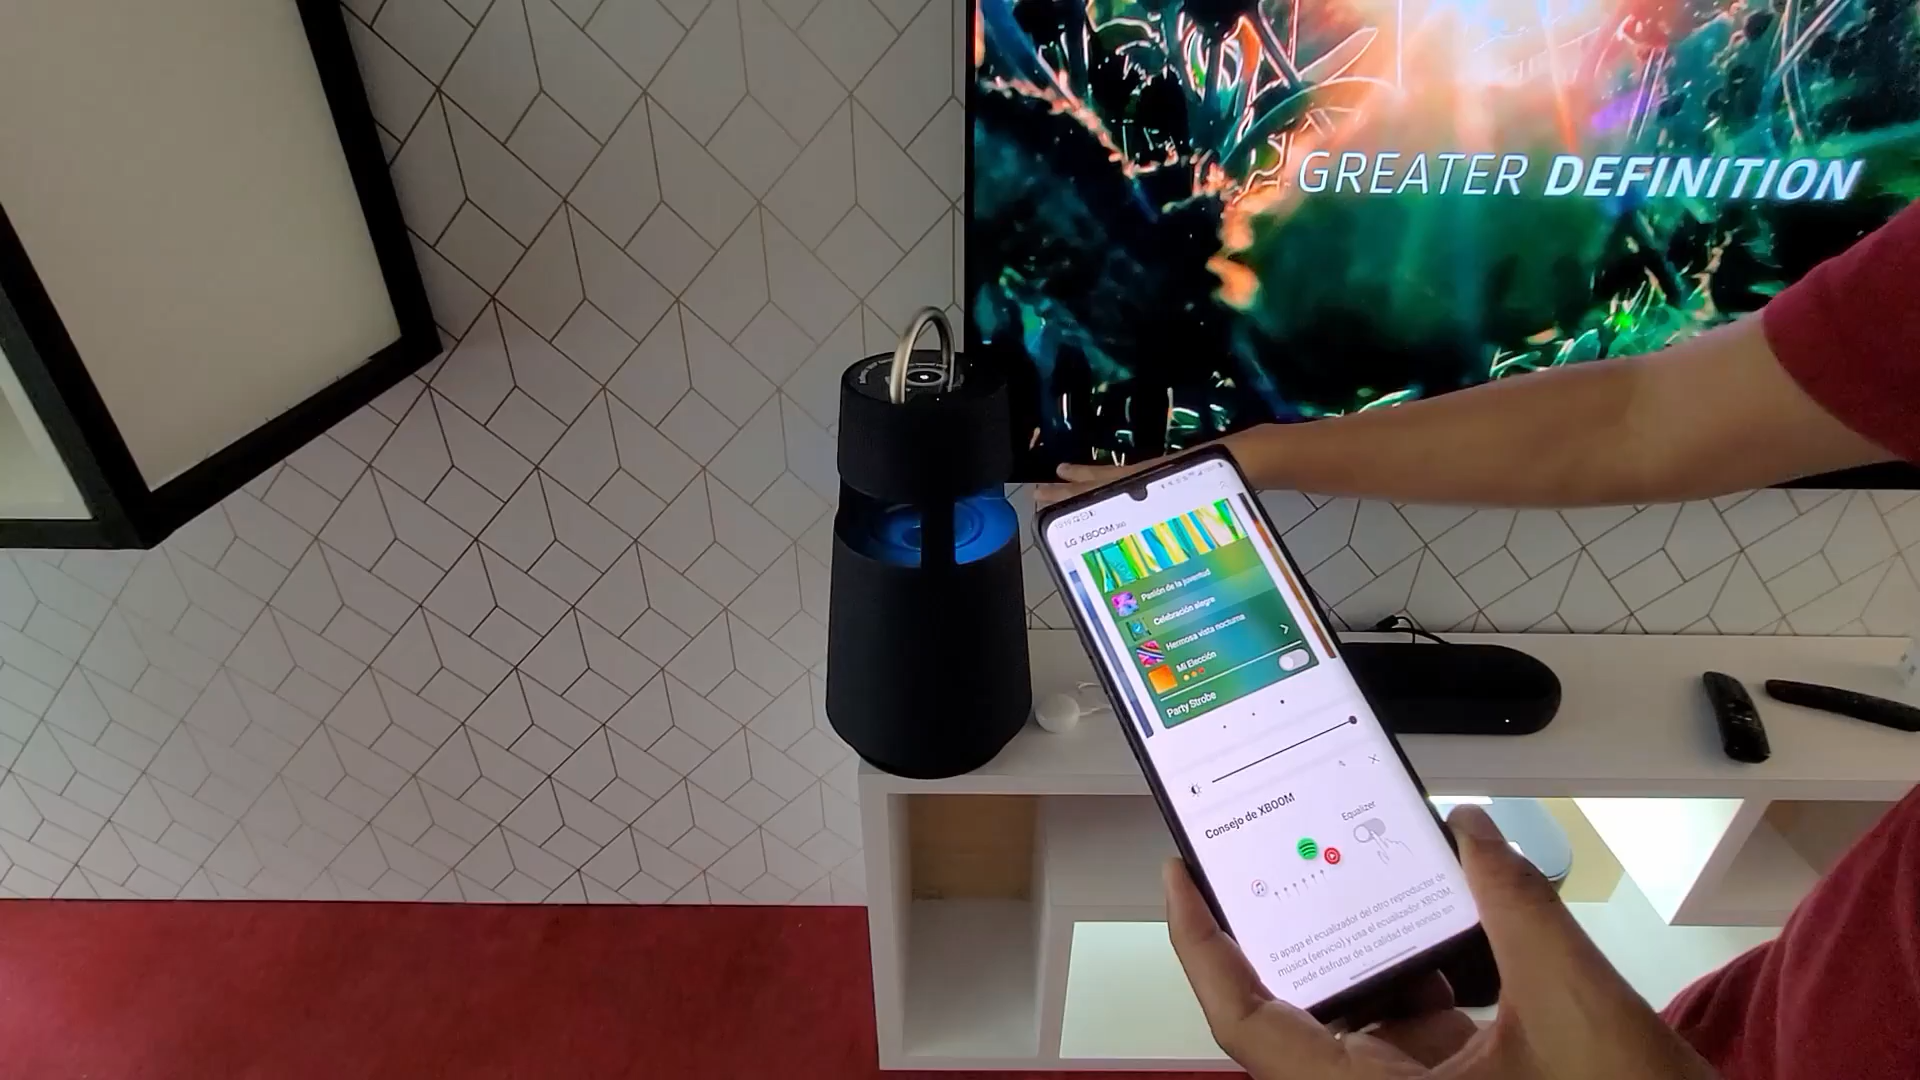 GREATER DEFINITION
LG XBOOM 360
Pasión de la juventud
Celebración alegre
Hermosa vista nocturna
Mi Elección
Party Strobe
Consejo de XBOOM
Equalizer
Si apaga el ecualizador del otro reproductor de
música (servicio) y usa el ecualizador XBOOM,
puede disfrutar de la calidad del sonido sin